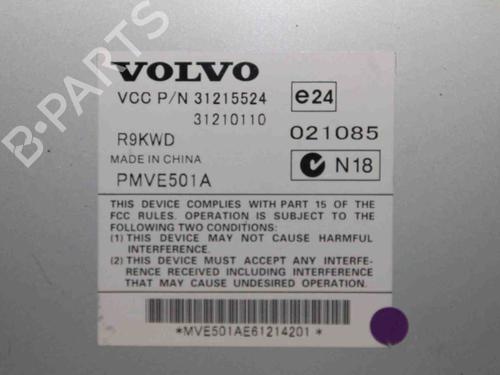 B-PARTS
VOLVO
VCC P/N 31215524
31210110
e24
021085
R9KWD
MADE IN CHINA
N18
PMVE501A
THIS DEVICE COMPLIES WITH PART 15 OF THE
FCC RULES. OPERATION IS SUBJECT TO THE
FOLLOWING TWO CONDITIONS:
(1) THIS DEVICE MAY NOT CAUSE HARMFUL
INTERFERENCE.
(2) THIS DEVICE MUST ACCEPT ANY INTERFE-
RENCE RECEIVED INCLUDING INTERFERENCE
THAT MAY CAUSE UNDESIRED OPERATION.
*MVE501AE61214201*